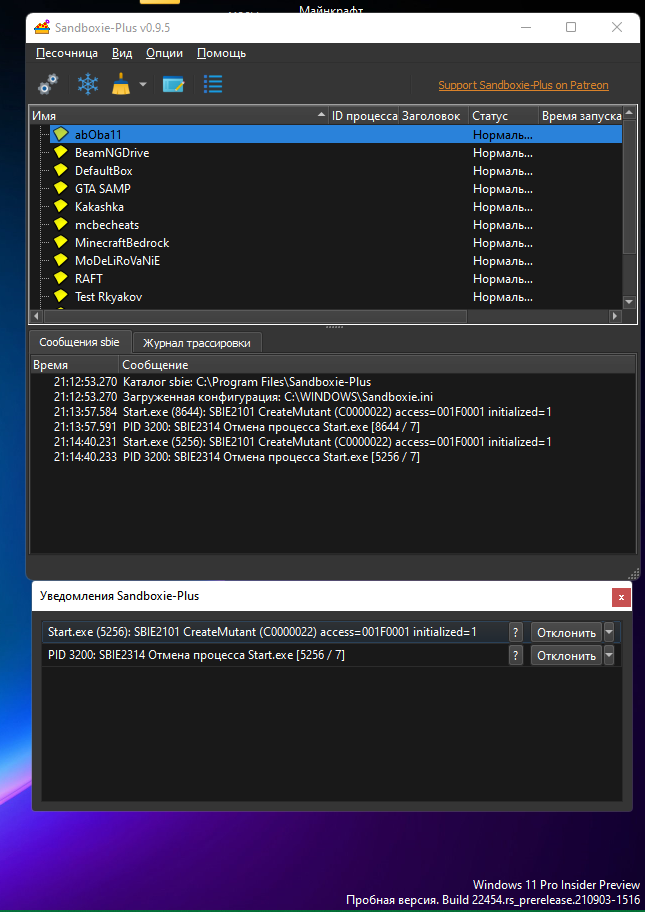 Майнкрафт
Sandboxie-Plus v0.9.5
Песочница Вид Опции Помощь
Support Sandboxie-Plus on Patreon
Имя ID процесса Заголовок Статус Время запуска
abOba11 Нормаль...
BeamNGDrive Нормаль...
DefaultBox Нормаль...
GTA SAMP Нормаль...
Kakashka Нормаль...
mcbecheats Нормаль...
MinecraftBedrock Нормаль...
MoDeLiRoVaNiE Нормаль...
RAFT Нормаль...
Test Rkyakov Нормаль...
Сообщения sbie Журнал трассировки
Время Сообщение
21:12:53.270 Каталог sbie: C:\Program Files\Sandboxie-Plus
21:12:53.270 Загруженная конфигурация: C:\WINDOWS\Sandboxie.ini
21:13:57.584 Start.exe (8644): SBIE2101 CreateMutant (C0000022) access=001F0001 initialized=1
21:13:57.591 PID 3200: SBIE2314 Отмена процесса Start.exe [8644 / 7]
21:14:40.231 Start.exe (5256): SBIE2101 CreateMutant (C0000022) access=001F0001 initialized=1
21:14:40.233 PID 3200: SBIE2314 Отмена процесса Start.exe [5256 / 7]
Уведомления Sandboxie-Plus x
Start.exe (5256): SBIE2101 CreateMutant (C0000022) access=001F0001 initialized=1 ? Отклонить
PID 3200: SBIE2314 Отмена процесса Start.exe [5256 / 7] ? Отклонить
Windows 11 Pro Insider Preview
Пробная версия. Build 22454.rs_prerelease.210903-1516